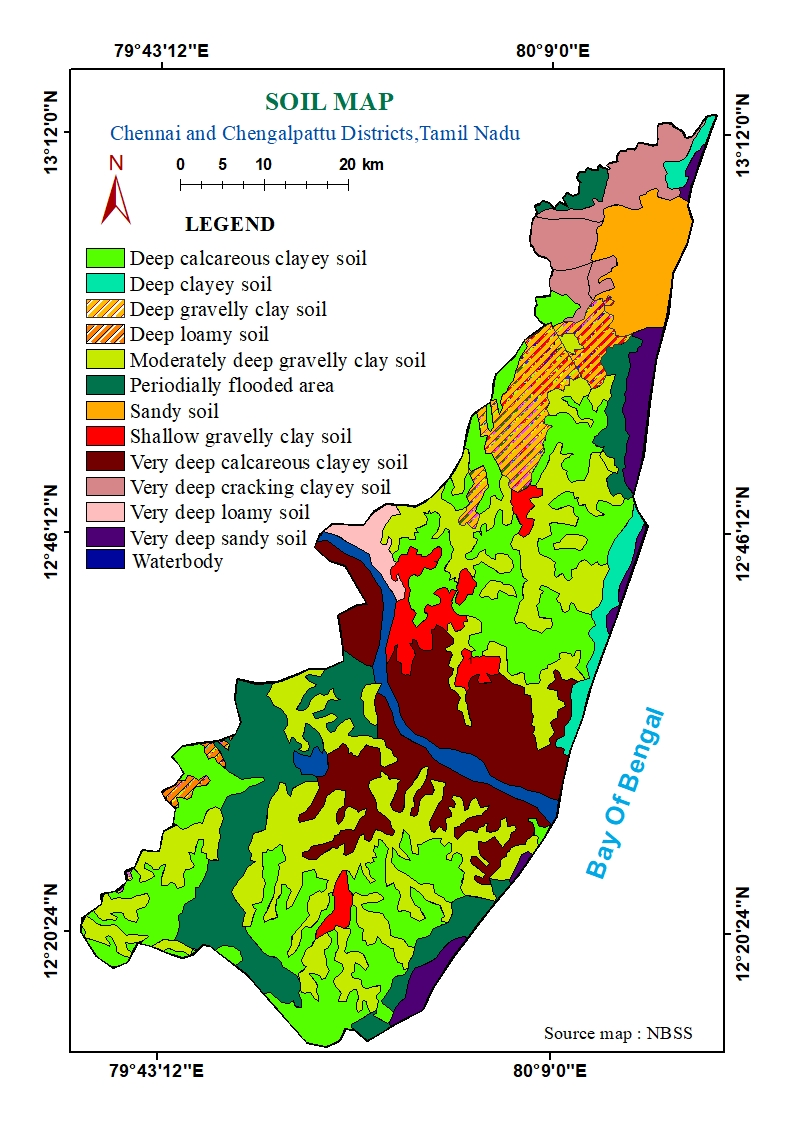 79°43'12"E 80°9'0"E
13°12'0"N 13°12'0"N
SOIL MAP
Chennai and Chengalpattu Districts,Tamil Nadu
N
0 5 10 20 km
LEGEND
Deep calcareous clayey soil
Deep clayey soil
Deep gravelly clay soil
Deep loamy soil
Moderately deep gravelly clay soil
Periodially flooded area
Sandy soil
Shallow gravelly clay soil
Very deep calcareous clayey soil
Very deep cracking clayey soil
Very deep loamy soil
Very deep sandy soil
Waterbody
12°46'12"N 12°46'12"N
Bay Of Bengal
12°20'24"N 12°20'24"N
Source map : NBSS
79°43'12"E 80°9'0"E